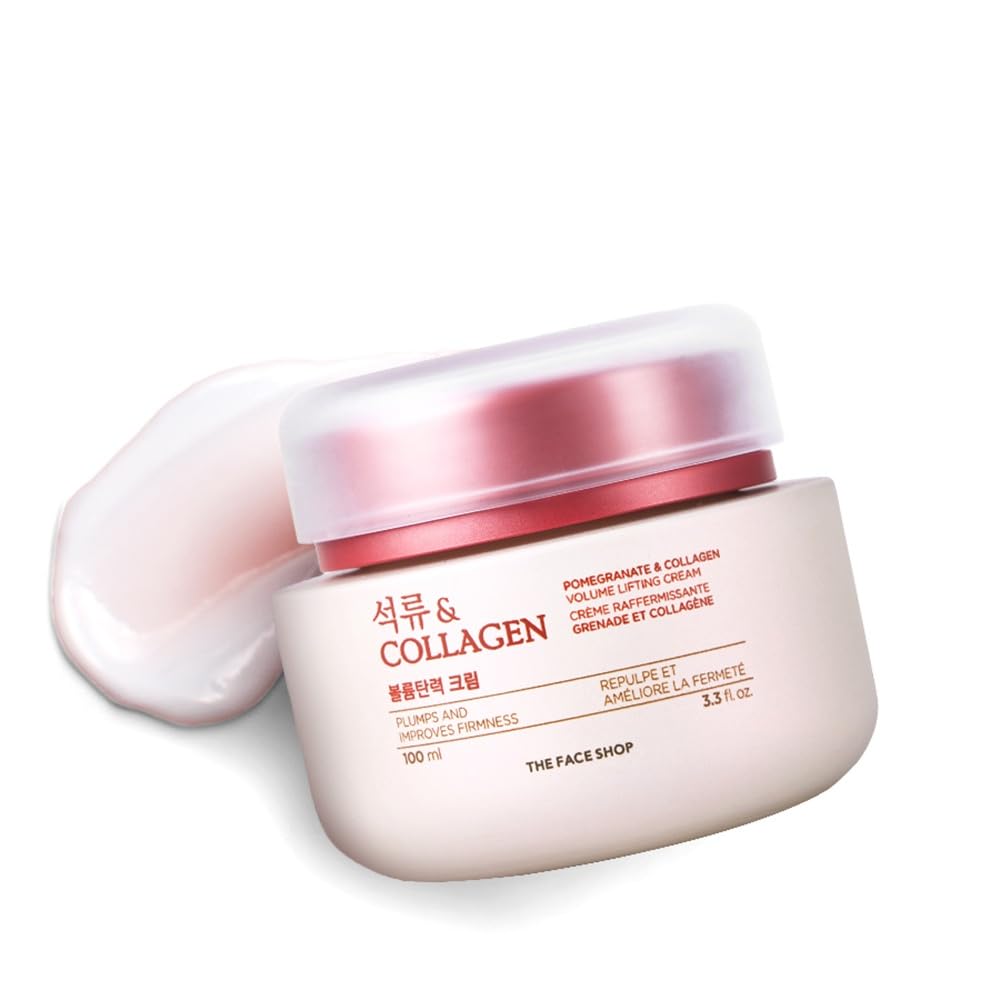 석류 &
COLLAGEN
볼륨탄력 크림
POMEGRANATE & COLLAGEN
VOLUME LIFTING CREAM
CRÈME RAFFERMISSANTE
GRENADE ET COLLAGÈNE
PLUMPS AND
IMPROVES FIRMNESS
REPULPE ET
AMÉLIORE LA FERMETÉ
100 ml
3.3 fl. oz.
THE FACE SHOP